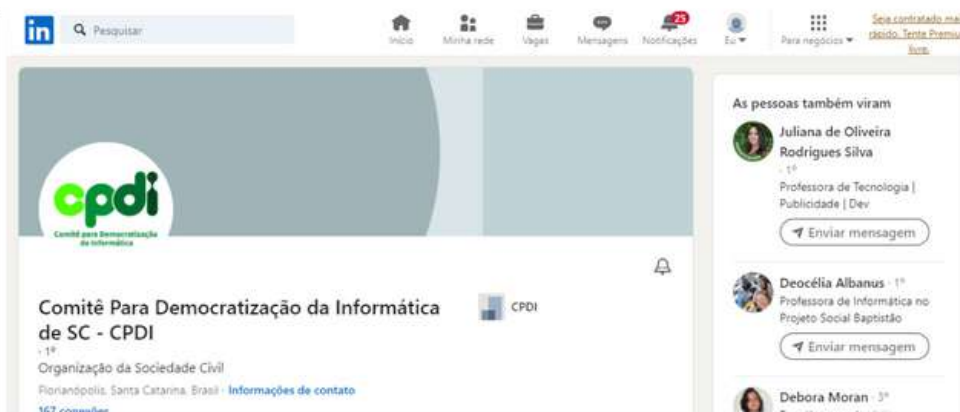 in
Pesquisar
Início
Minha rede
Vagas
Mensagens
25
Notificações
Eu
Para negócios
Seja contratado mai
rápido. Tente Premiu
livre.
cpdi
Comitê para Democratização
da Informática
Comitê Para Democratização da Informática
de SC - CPDI
· 1º
Organização da Sociedade Civil
Florianópolis, Santa Catarina, Brasil · Informações de contato
167 conexões
CPDI
As pessoas também viram
Juliana de Oliveira
Rodrigues Silva
· 1º
Professora de Tecnologia |
Publicidade | Dev
Enviar mensagem
Deocélia Albanus · 1º
Professora de Informática no
Projeto Social Baptistão
Enviar mensagem
Debora Moran · 3º